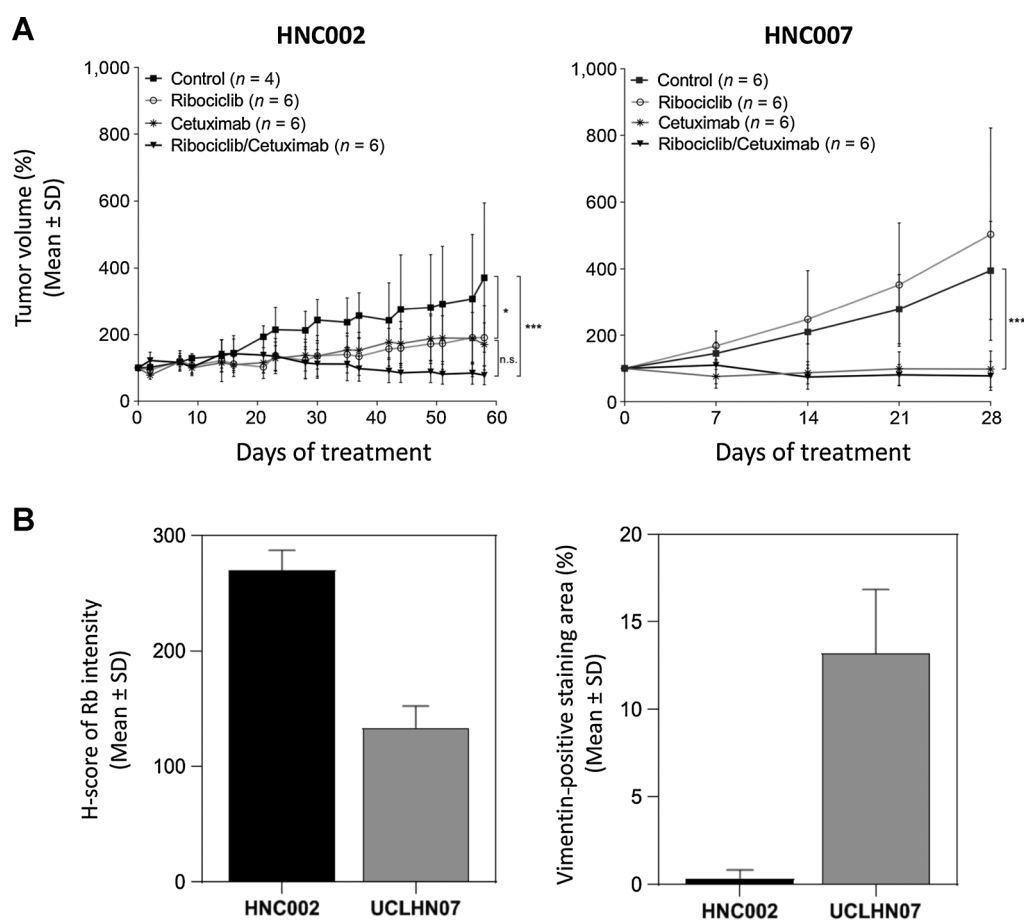 A
HNC002
HNC007
Tumor volume (%)
(Mean ± SD)
1,000
800
600
400
200
0
Control (n = 4)
Ribociclib (n = 6)
Cetuximab (n = 6)
Ribociclib/Cetuximab (n = 6)
*
***
n.s.
0 10 20 30 40 50 60
Days of treatment
1,000
800
600
400
200
0
Control (n = 6)
Ribociclib (n = 6)
Cetuximab (n = 6)
Ribociclib/Cetuximab (n = 6)
***
0 7 14 21 28
Days of treatment
B
H-score of Rb intensity
(Mean ± SD)
300
200
100
0
HNC002 UCLHN07
Vimentin-positive staining area (%)
(Mean ± SD)
20
15
10
5
0
HNC002 UCLHN07